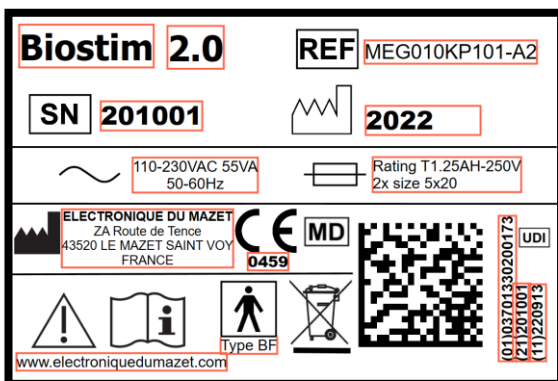 Biostim 2.0
REF MEG010KP101-A2
SN 201001
2022
110-230VAC 55VA
50-60Hz
Rating T1.25AH-250V
2x size 5x20
ELECTRONIQUE DU MAZET
ZA Route de Tence
43520 LE MAZET SAINT VOY
FRANCE
CE
0459
MD
UDI
(01)03701330200173
(21)201001
(11)220913
Type BF
www.electroniquedumazet.com